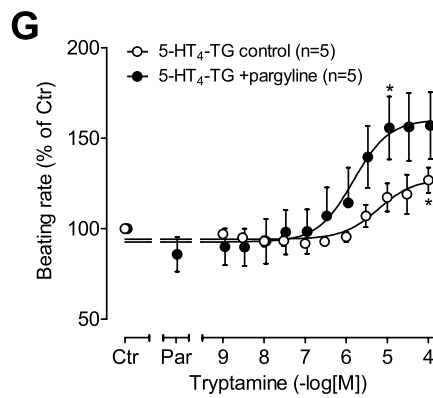 G
200
150
100
50
Beating rate (% of Ctr)
5-HT₄-TG control (n=5)
5-HT₄-TG +pargyline (n=5)
*
*
Ctr Par 9 8 7 6 5 4
Tryptamine (-log[M])